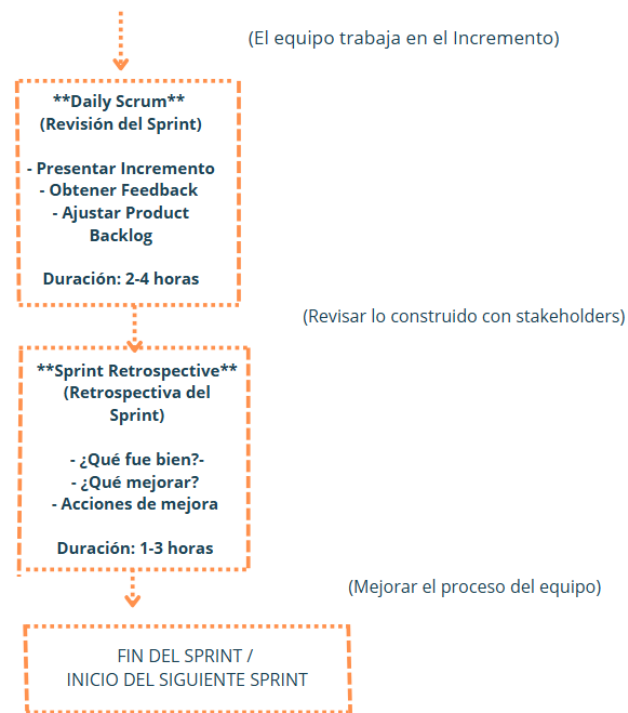 (El equipo trabaja en el Incremento)
**Daily Scrum**
(Revisión del Sprint)
- Presentar Incremento
- Obtener Feedback
- Ajustar Product
Backlog
Duración: 2-4 horas
(Revisar lo construido con stakeholders)
**Sprint Retrospective**
(Retrospectiva del
Sprint)
- ¿Qué fue bien?-
- ¿Qué mejorar?
- Acciones de mejora
Duración: 1-3 horas
(Mejorar el proceso del equipo)
FIN DEL SPRINT /
INICIO DEL SIGUIENTE SPRINT